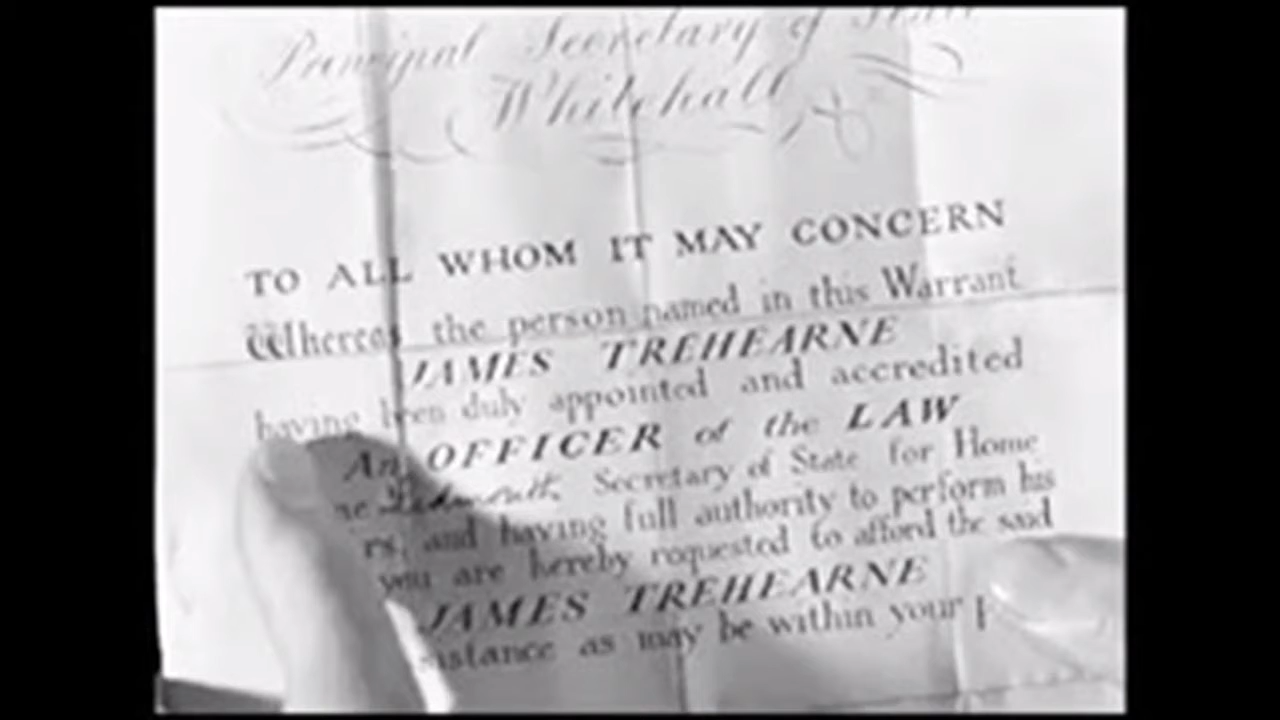 Principal Secretary of State
Whitehall
TO ALL WHOM IT MAY CONCERN
Whereas the person named in this Warrant
JAMES TREHEARNE
having been duly appointed and accredited
An OFFICER of the LAW
Secretary of State for Home
rs, and having full authority to perform his
you are hereby requested to afford the said
JAMES TREHEARNE
sistance as may be within your p